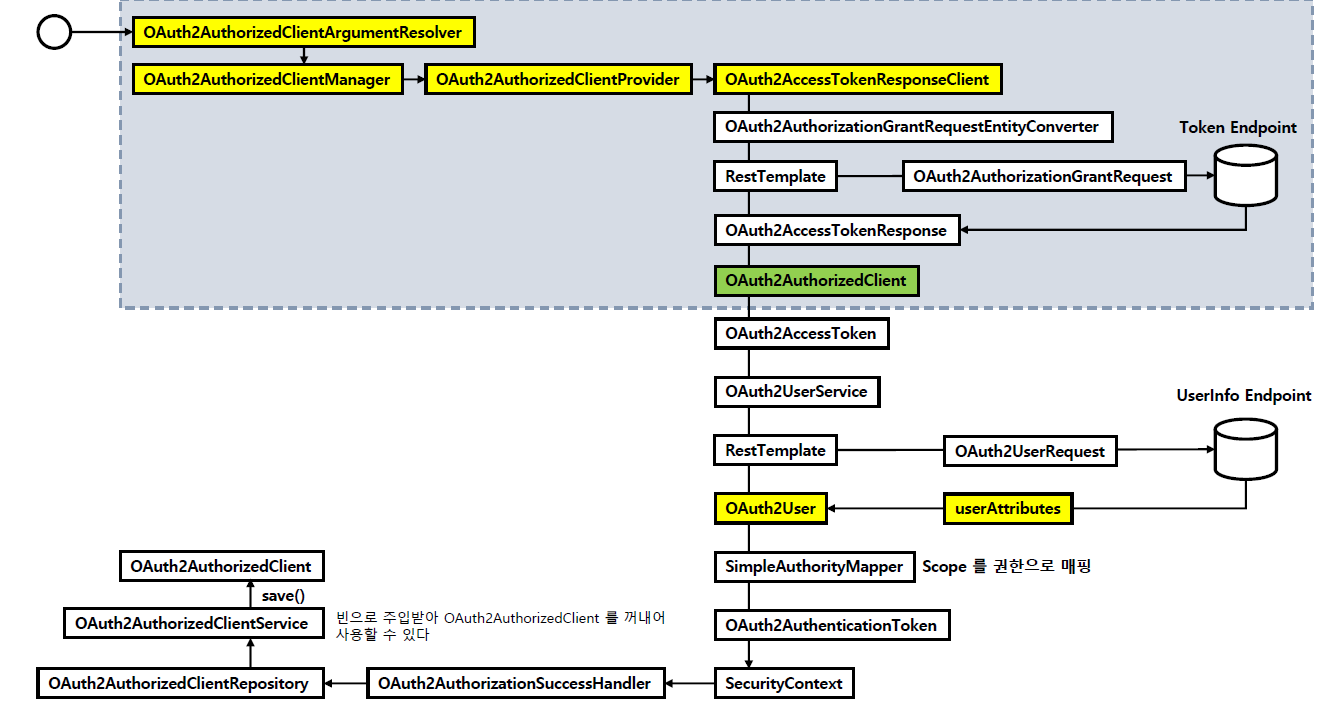 OAuth2AuthorizedClientArgumentResolver
OAuth2AuthorizedClientManager
OAuth2AuthorizedClientProvider
OAuth2AccessTokenResponseClient
OAuth2AuthorizationGrantRequestEntityConverter
Token Endpoint
RestTemplate
OAuth2AuthorizationGrantRequest
OAuth2AccessTokenResponse
OAuth2AuthorizedClient
OAuth2AccessToken
OAuth2UserService
UserInfo Endpoint
RestTemplate
OAuth2UserRequest
OAuth2User
userAttributes
SimpleAuthorityMapper
Scope 를 권한으로 매핑
OAuth2AuthorizedClient
save()
OAuth2AuthorizedClientService
빈으로 주입받아 OAuth2AuthorizedClient 를 꺼내어
사용할 수 있다
OAuth2AuthenticationToken
OAuth2AuthorizedClientRepository
OAuth2AuthorizationSuccessHandler
SecurityContext